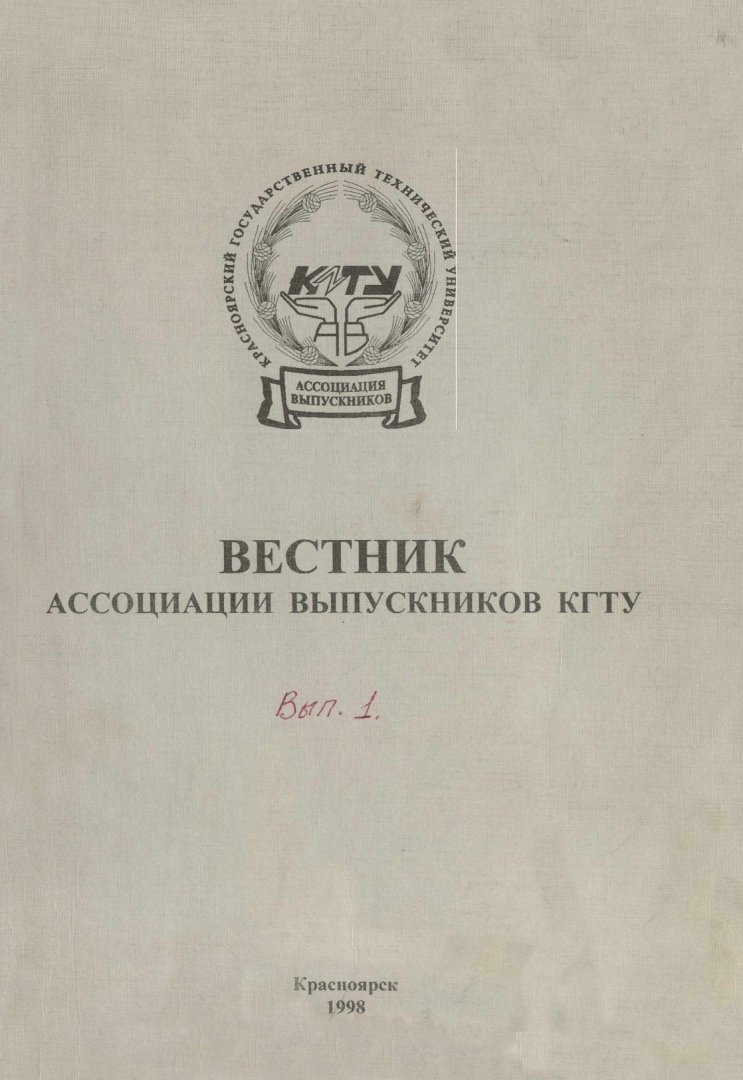 КРАСНОЯРСКИЙ ГОСУДАРСТВЕННЫЙ ТЕХНИЧЕСКИЙ УНИВЕРСИТЕТ
КГТУ
АВ
АССОЦИАЦИЯ
ВЫПУСКНИКОВ
ВЕСТНИК
АССОЦИАЦИИ ВЫПУСКНИКОВ КГТУ
Вып. 1.
Красноярск
1998